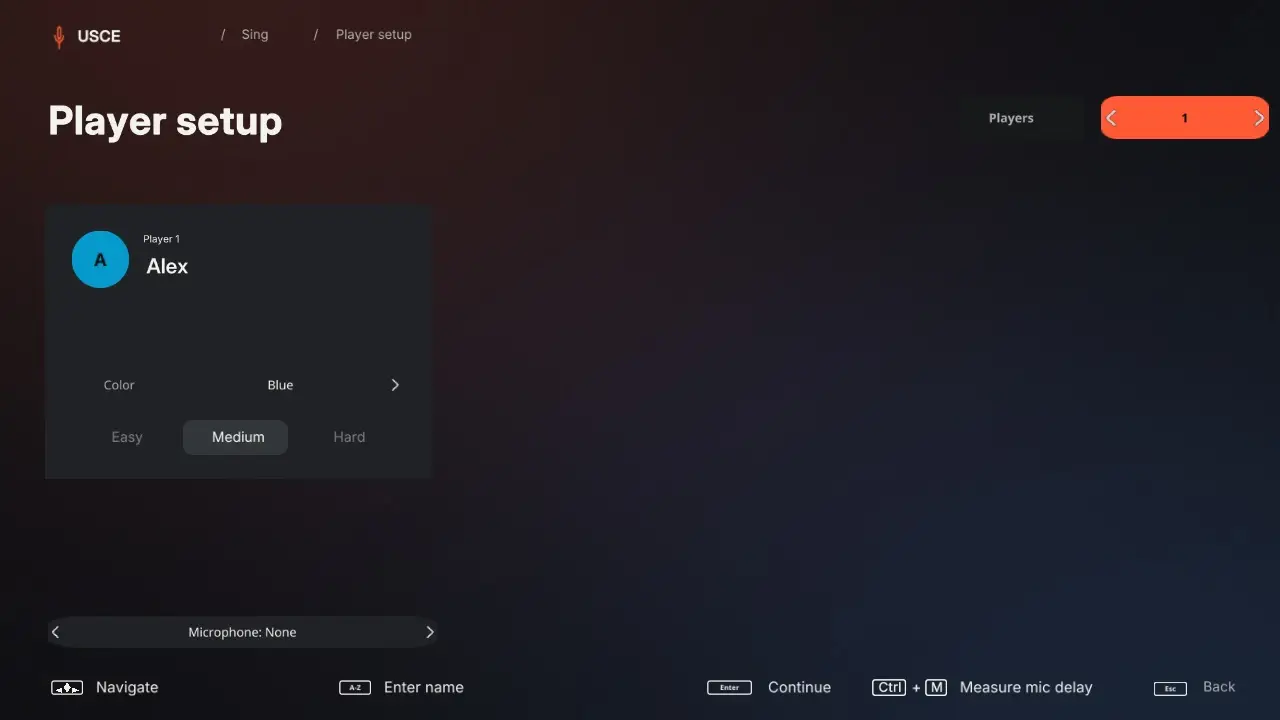 USCE / Sing / Player setup
Player setup
Players 1
A
Player 1
Alex
Color Blue
Easy Medium Hard
Microphone: None
Navigate A-Z Enter name Enter Continue Ctrl + M Measure mic delay Esc Back